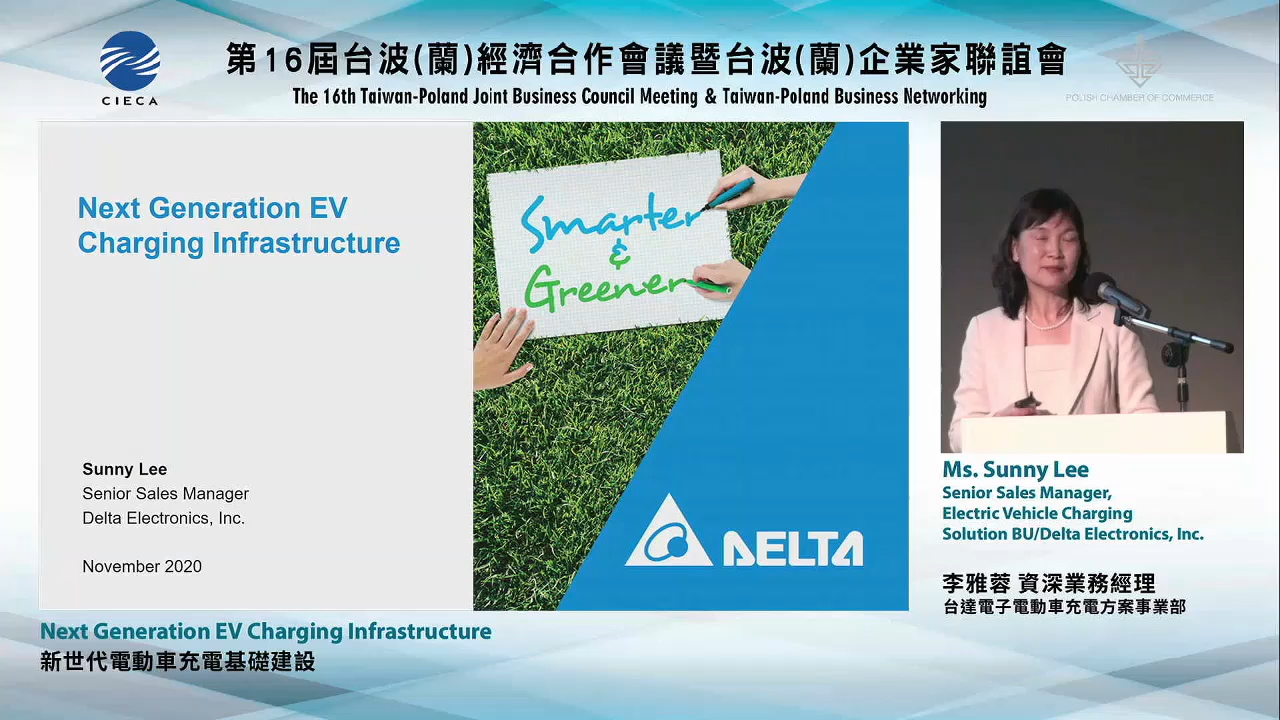 CIECA
第16屆台波(蘭)經濟合作會議暨台波(蘭)企業家聯誼會
The 16th Taiwan-Poland Joint Business Council Meeting & Taiwan-Poland Business Networking
POLISH CHAMBER OF COMMERCE
Next Generation EV
Charging Infrastructure
Smarter
&
Greener
Sunny Lee
Senior Sales Manager
Delta Electronics, Inc.
November 2020
DELTA
Ms. Sunny Lee
Senior Sales Manager,
Electric Vehicle Charging
Solution BU/Delta Electronics, Inc.
李雅蓉 資深業務經理
台達電子電動車充電方案事業部
Next Generation EV Charging Infrastructure
新世代電動車充電基礎建設